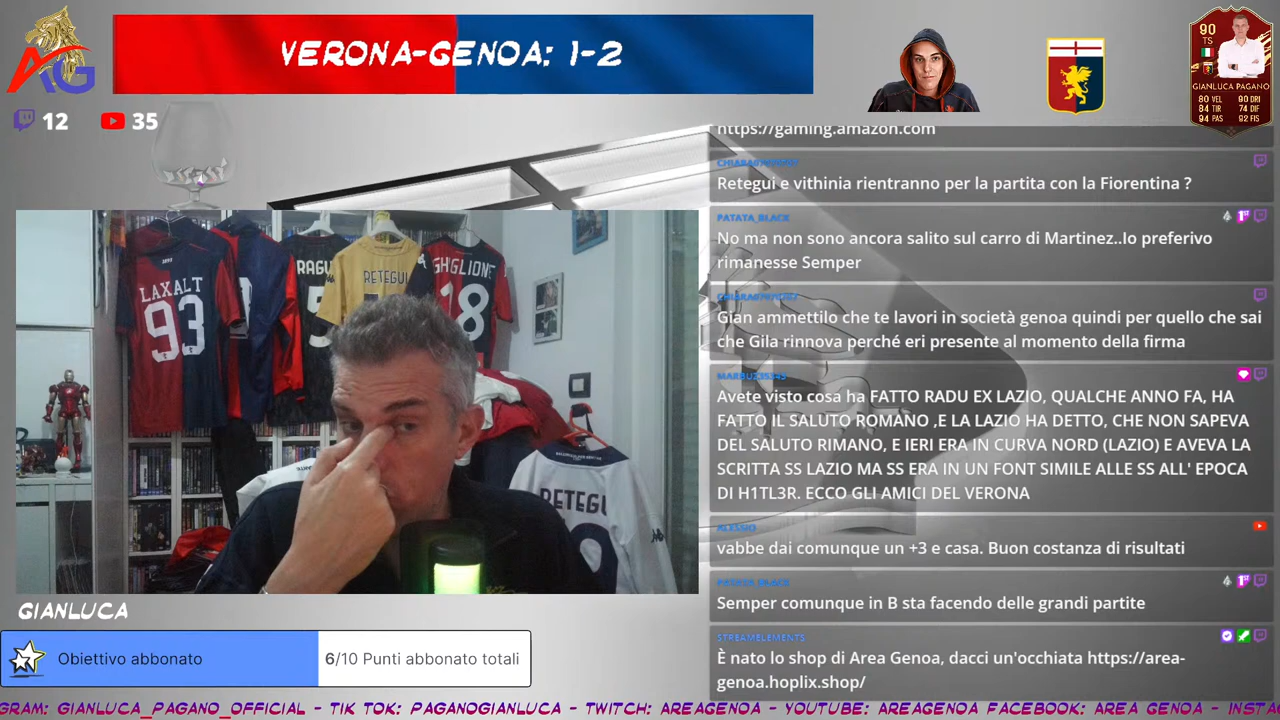 AG
VERONA-GENOA: 1-2
90
TS
GIANLUCA PAGANO
80 VEL 90 DRI
84 TIR 74 DIF
94 PAS 92 FIS
12 35
https://gaming.amazon.com
Retegui e vithinia rientranno per la partita con la Fiorentina ?
PATATA_BLACK
No ma non sono ancora salito sul carro di Martinez..lo preferivo
rimanesse Semper
Gian ammettilo che te lavori in società genoa quindi per quello che sai
che Gila rinnova perché eri presente al momento della firma
Avete visto cosa ha FATTO RADU EX LAZIO, QUALCHE ANNO FA, HA
FATTO IL SALUTO ROMANO ,E LA LAZIO HA DETTO, CHE NON SAPEVA
DEL SALUTO RIMANO, E IERI ERA IN CURVA NORD (LAZIO) E AVEVA LA
SCRITTA SS LAZIO MA SS ERA IN UN FONT SIMILE ALLE SS ALL' EPOCA
DI H1TL3R. ECCO GLI AMICI DEL VERONA
ALESSIO
vabbe dai comunque un +3 e casa. Buon costanza di risultati
PATATA_BLACK
Semper comunque in B sta facendo delle grandi partite
STREAMELEMENTS
È nato lo shop di Area Genoa, dacci un'occhiata https://area-
genoa.hoplix.shop/
LAXALT
93
RAGU
5
RETEGUI
GHIGLIONE
18
RETEGU
GIANLUCA
Obiettivo abbonato 6/10 Punti abbonato totali
GRAM: GIANLUCA_PAGANO_OFFICIAL - TIK TOK: PAGANOGIANLUCA - TWITCH: AREAGENOA - YOUTUBE: AREAGENOA FACEBOOK: AREA GENOA - INSTA